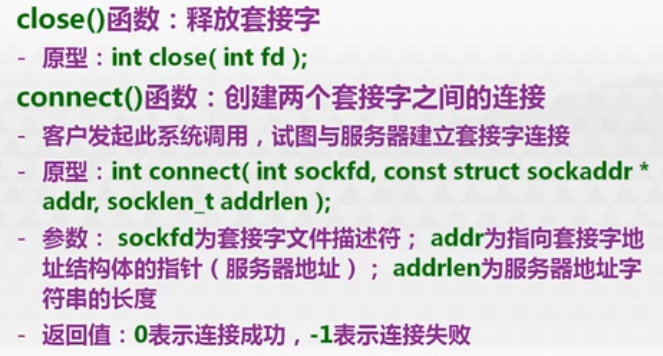 close()函数：释放套接字
- 原型：int close( int fd );
connect()函数：创建两个套接字之间的连接
- 客户发起此系统调用，试图与服务器建立套接字连接
- 原型：int connect( int sockfd, const struct sockaddr *
addr, socklen_t addrlen );
- 参数： sockfd为套接字文件描述符； addr为指向套接字地
址结构体的指针（服务器地址）； addrlen为服务器地址字
符串的长度
- 返回值：0表示连接成功，-1表示连接失败